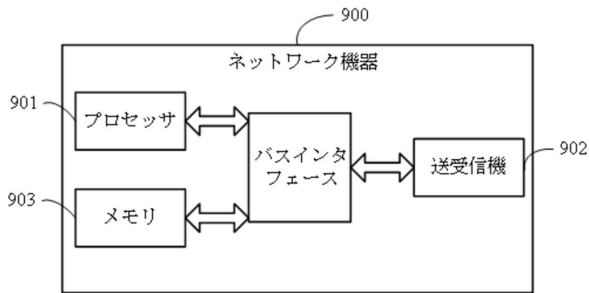 900
ネットワーク機器
901
プロセッサ
バスインタ
フェース
送受信機
902
903
メモリ